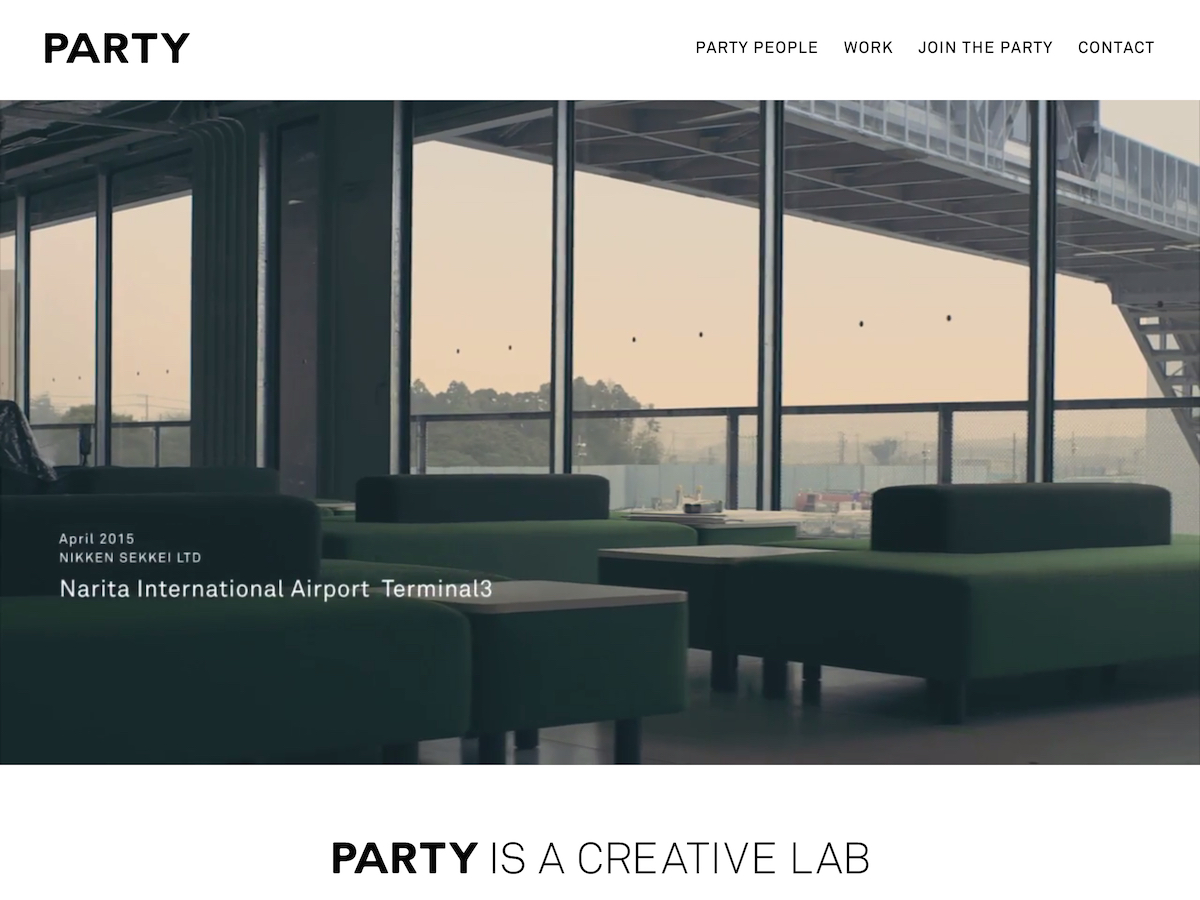 PARTY
PARTY PEOPLE WORK JOIN THE PARTY CONTACT
April 2015
NIKKEN SEKKEI LTD
Narita International Airport Terminal3
PARTY IS A CREATIVE LAB